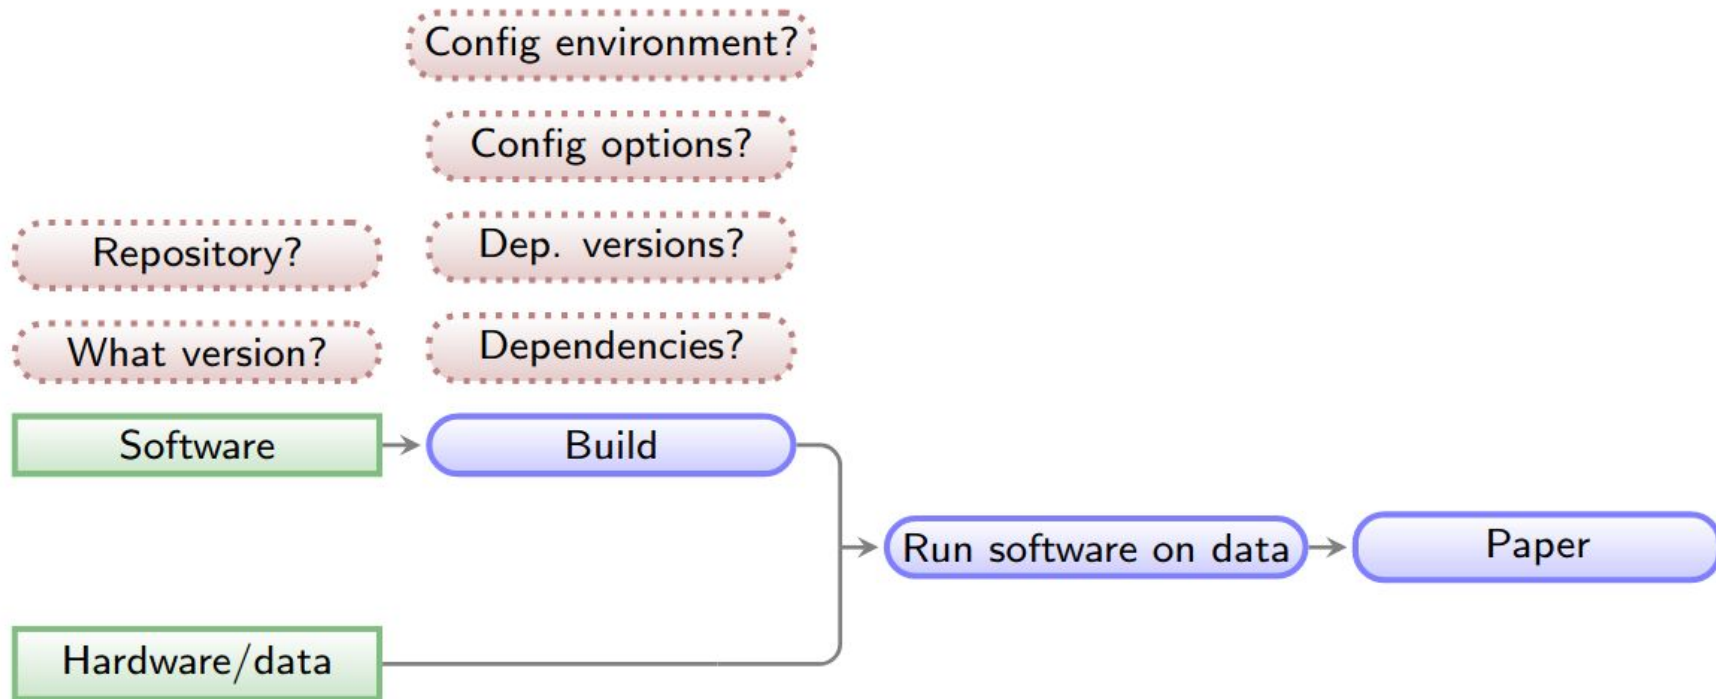 Config environment?
Config options?
Repository?
Dep. versions?
What version?
Dependencies?
Software
Build
Run software on data
Paper
Hardware/data